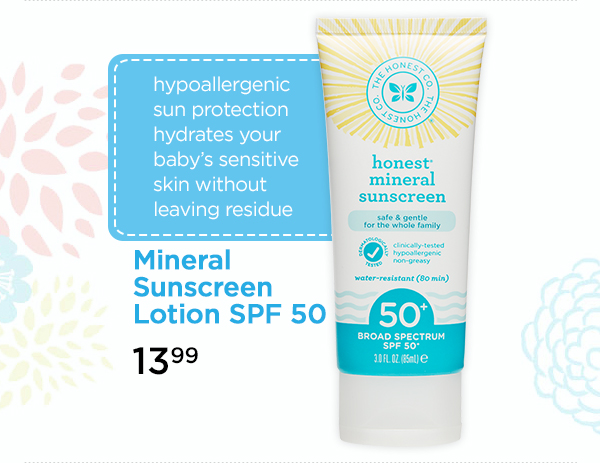 hypoallergenic
sun protection
hydrates your
baby's sensitive
skin without
leaving residue
Mineral
Sunscreen
Lotion SPF 50
13 99
THE HONEST CO. THE HONEST CO.
honest®
mineral
sunscreen
safe & gentle
for the whole family
DERMATOLOGICALLY TESTED
clinically-tested
hypoallergenic
non-greasy
water-resistant (80 min)
50+
BROAD SPECTRUM
SPF 50+
3.0 FL. OZ. (85mL) ℮